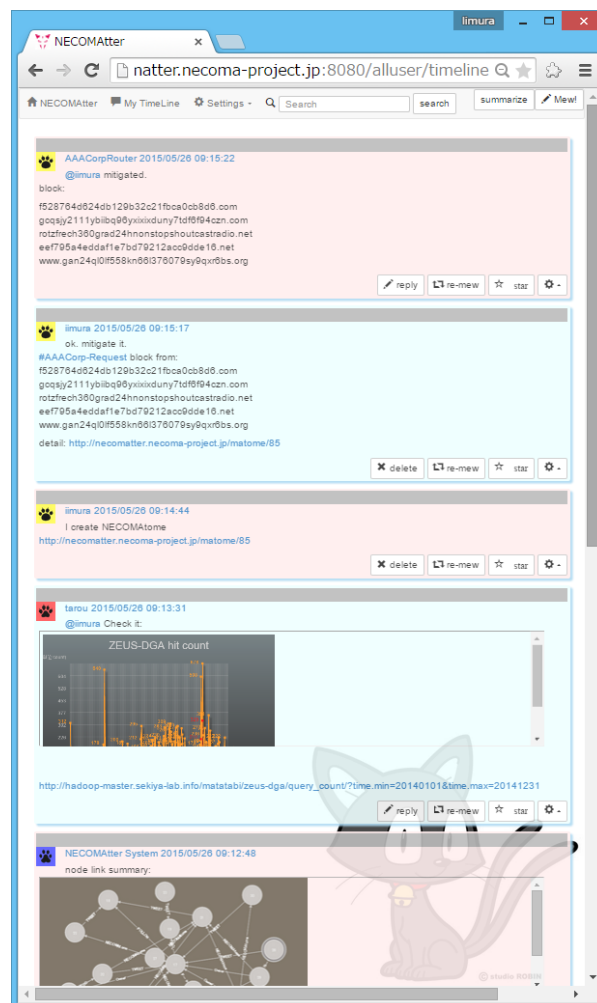 iimura
NECOMAtter
natter.necoma-project.jp:8080/alluser/timeline
NECOMAtter My TimeLine Settings Search search summarize Mew!
AAACorpRouter 2015/05/26 09:15:22
@iimura mitigated.
block:
f528764d624db129b32c21fbca0cb8d6.com
gcqsjy2111ybiibq96yxixixduny7tdf6f94czn.com
rotzfrech360grad24hnonstopshoutcastradio.net
eef795a4eddaf1e7bd79212acc9dde16.net
www.gan24ql0lf558kn66l376079sy9qxr6bs.org
reply re-mew star
iimura 2015/05/26 09:15:17
ok. mitigate it.
#AAACorp-Request block from:
f528764d624db129b32c21fbca0cb8d6.com
gcqsjy2111ybiibq96yxixixduny7tdf6f94czn.com
rotzfrech360grad24hnonstopshoutcastradio.net
eef795a4eddaf1e7bd79212acc9dde16.net
www.gan24ql0lf558kn66l376079sy9qxr6bs.org
detail: http://necomatter.necoma-project.jp/matome/85
delete re-mew star
iimura 2015/05/26 09:14:44
I create NECOMAtome
http://necomatter.necoma-project.jp/matome/85
delete re-mew star
tarou 2015/05/26 09:13:31
@iimura Check it:
ZEUS-DGA hit count
http://hadoop-master.sekiya-lab.info/matatabi/zeus-dga/query_count/?time.min=20140101&time.max=20141231
reply re-mew star
NECOMAtter System 2015/05/26 09:12:48
node link summary:
© studio ROBIN